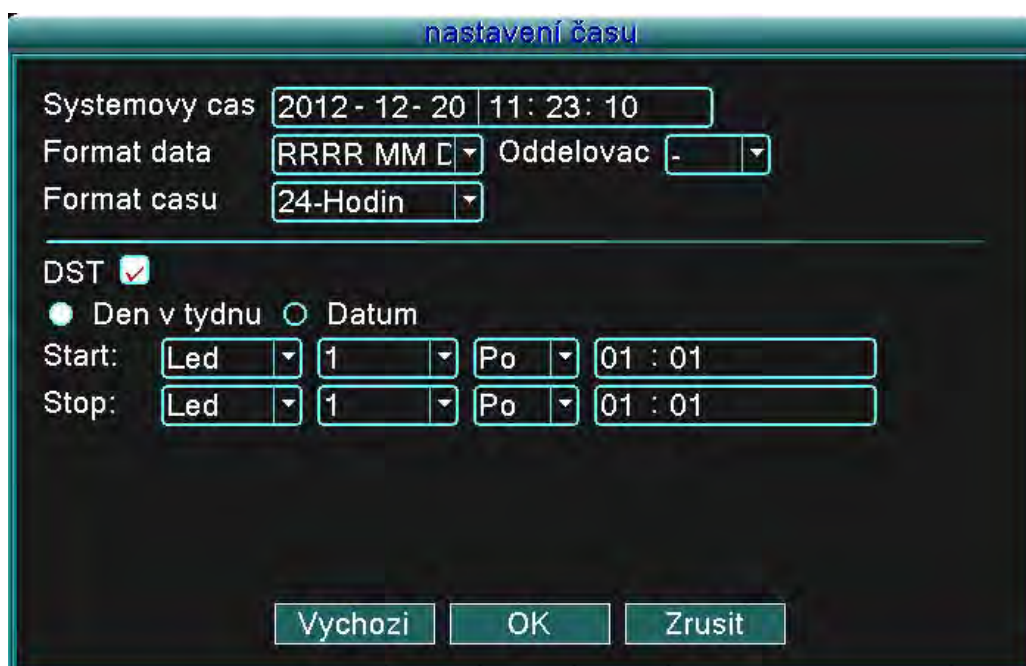 nastavení času
Systemovy cas 2012 - 12 - 20 11 : 23 : 10
Format data RRRR MM D Oddelovac -
Format casu 24-Hodin
DST
Den v tydnu Datum
Start: Led 1 Po 01 : 01
Stop: Led 1 Po 01 : 01
Vychozi OK Zrusit